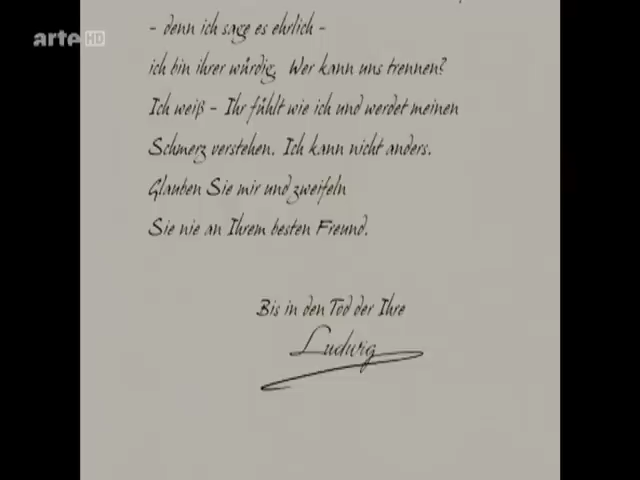 arte HD
- denn ich sage es ehrlich -
ich bin ihrer würdig. Wer kann uns trennen?
Ich weiß - Ihr fühlt wie ich und werdet meinen
Schmerz verstehen. Ich kann nicht anders.
Glauben Sie mir und zweifeln
Sie nie an Ihrem besten Freund.
Bis in den Tod der Ihre
Ludwig